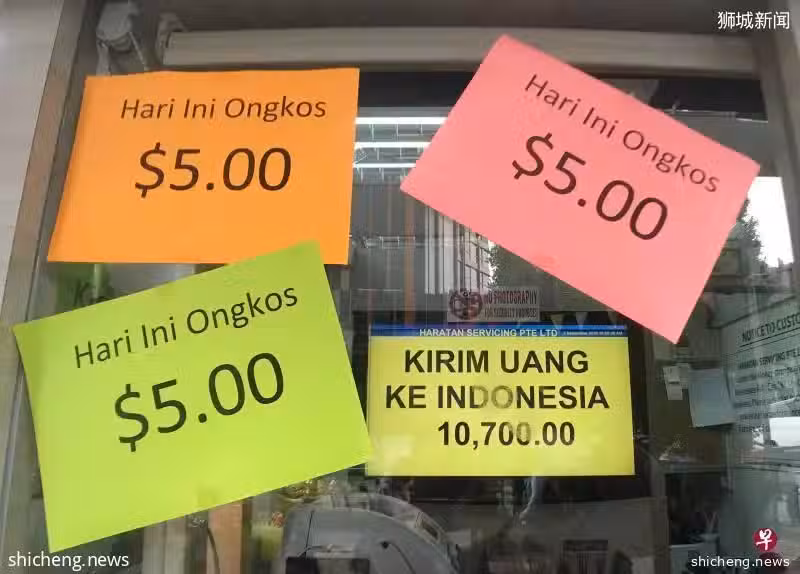 狮城新闻
Hari Ini Ongkos
$5.00
Hari Ini Ongkos
$5.00
Hari Ini Ongkos
$5.00
NO PHOTOGRAPHY
HARATAN SERVICING PTE LTD
KIRIM UANG
KE INDONESIA
10,700.00
NOTICE TO
shicheng.news
早
shicheng.news